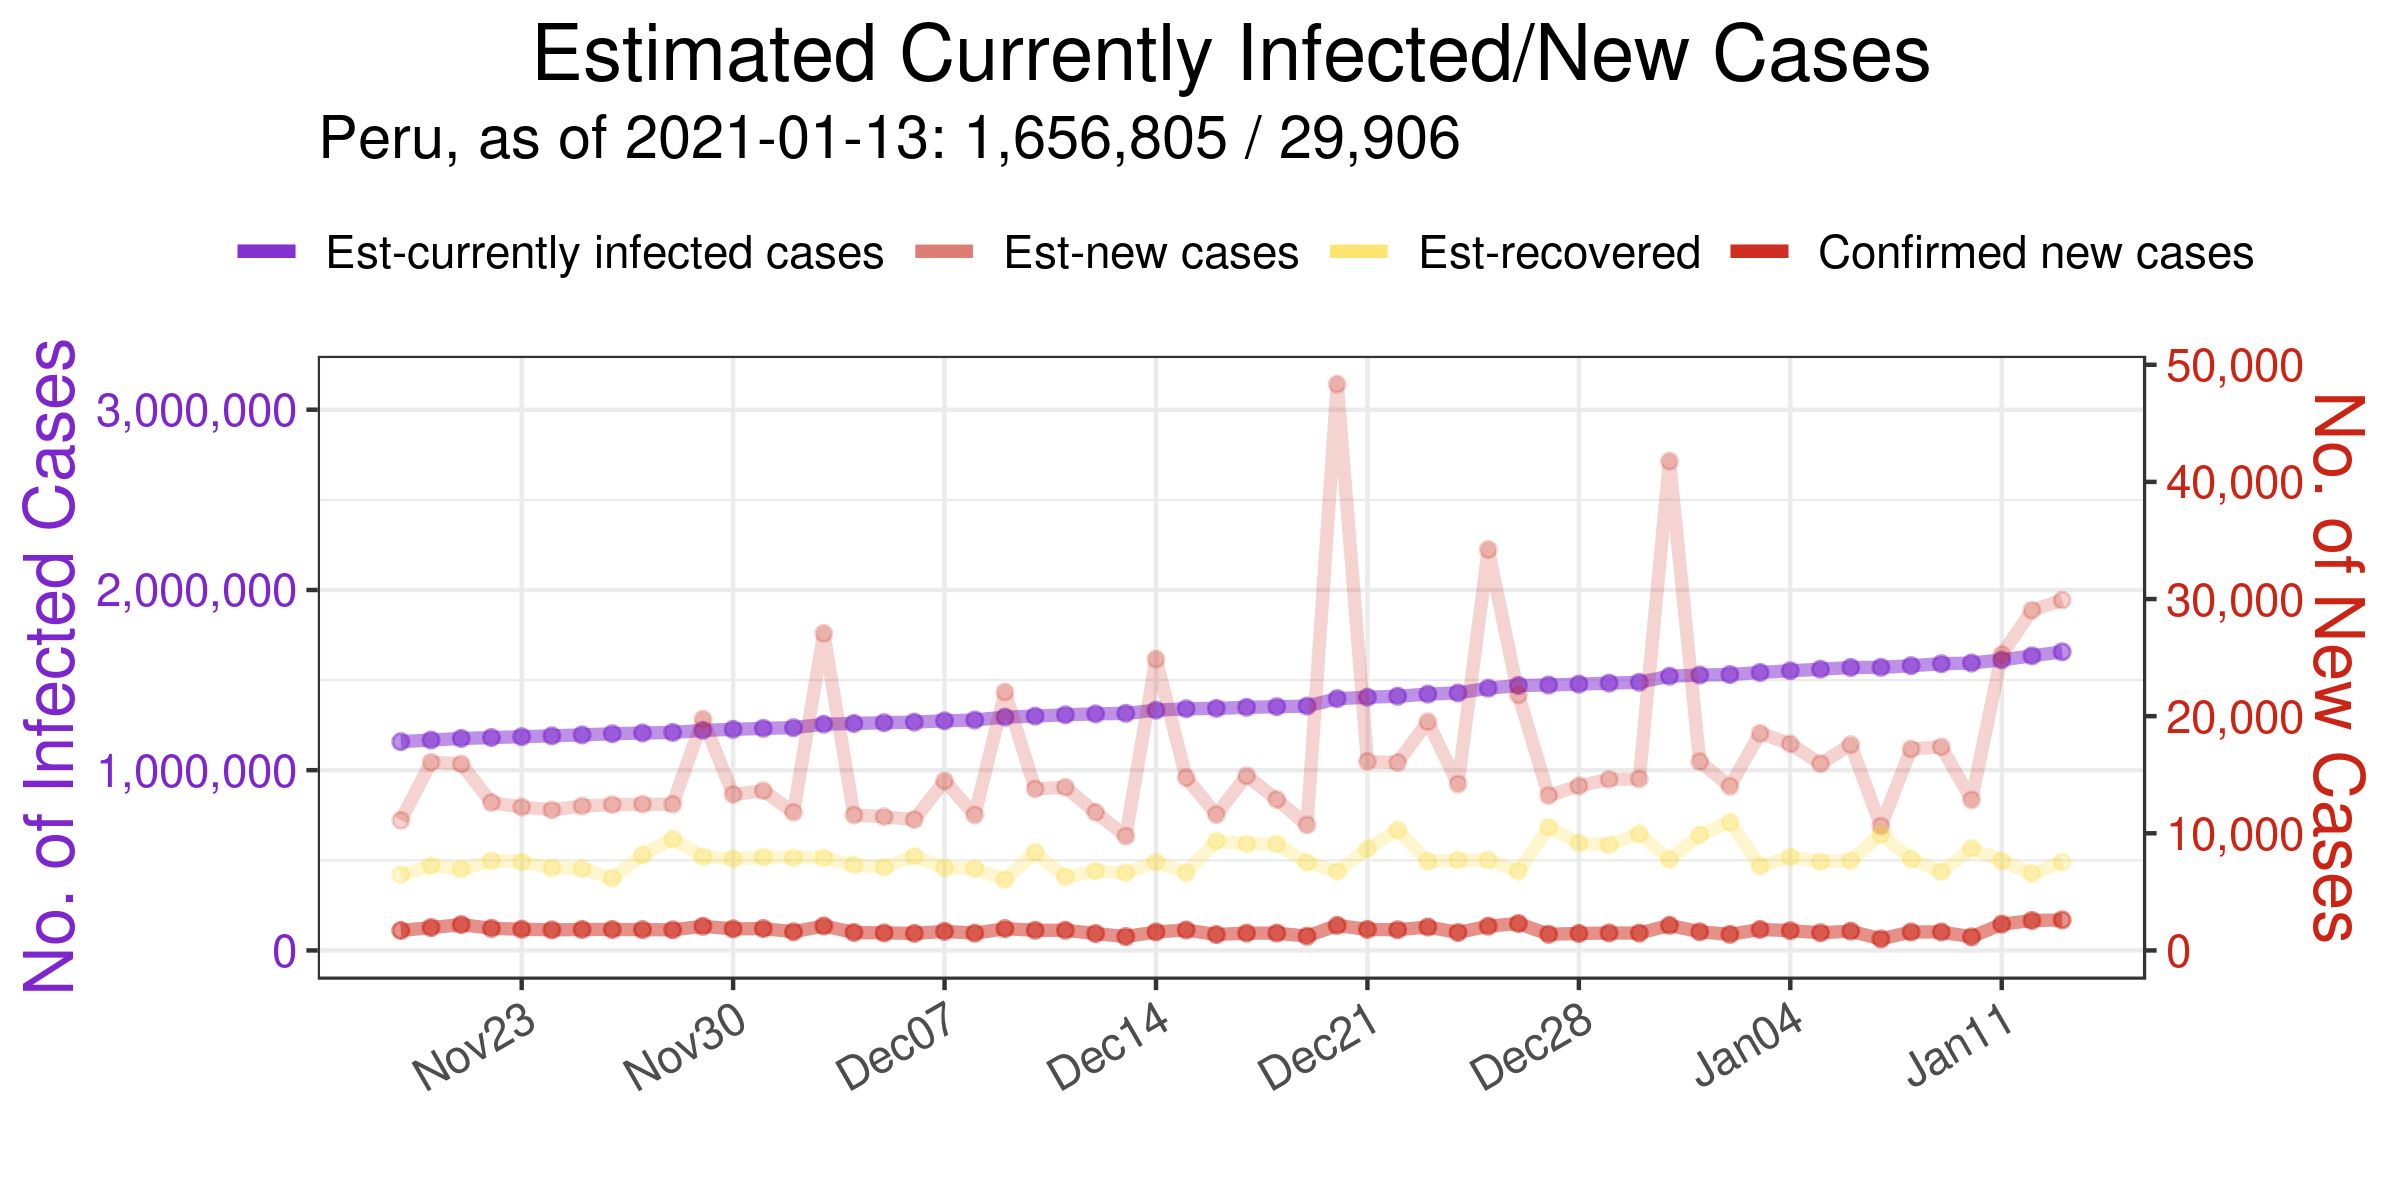 Estimated Currently Infected/New Cases
Peru, as of 2021-01-13: 1,656,805 / 29,906
Est-currently infected cases Est-new cases Est-recovered Confirmed new cases
No. of Infected Cases
3,000,000
2,000,000
1,000,000
0
50,000
40,000
30,000
20,000
10,000
0
No. of New Cases
Nov23 Nov30 Dec07 Dec14 Dec21 Dec28 Jan04 Jan11